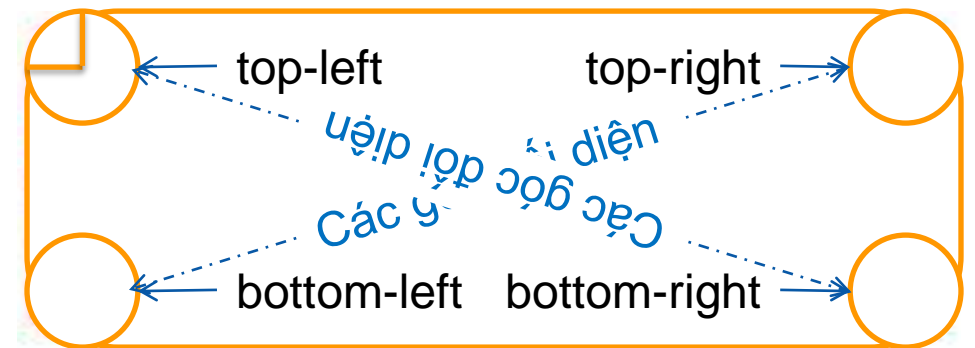 top-left top-right
Các góc đối diện
Các diện
bottom-left bottom-right